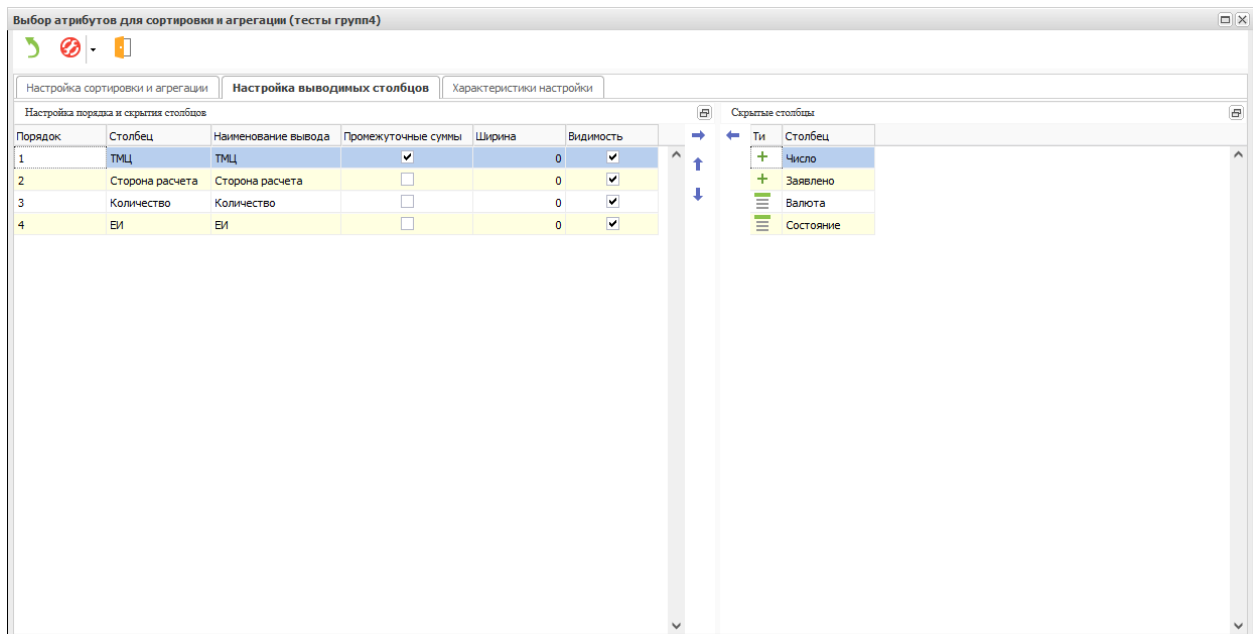 Выбор атрибутов для сортировки и агрегации (тесты групп4)
Настройка сортировки и агрегации Настройка выводимых столбцов Характеристики настройки
Настройка порядка и скрытия столбцов Скрытые столбцы
Порядок Столбец Наименование вывода Промежуточные суммы Ширина Видимость Ти Столбец
1 ТМЦ ТМЦ 0 Число
2 Сторона расчета Сторона расчета 0 Заявлено
3 Количество Количество 0 Валюта
4 ЕИ ЕИ 0 Состояние